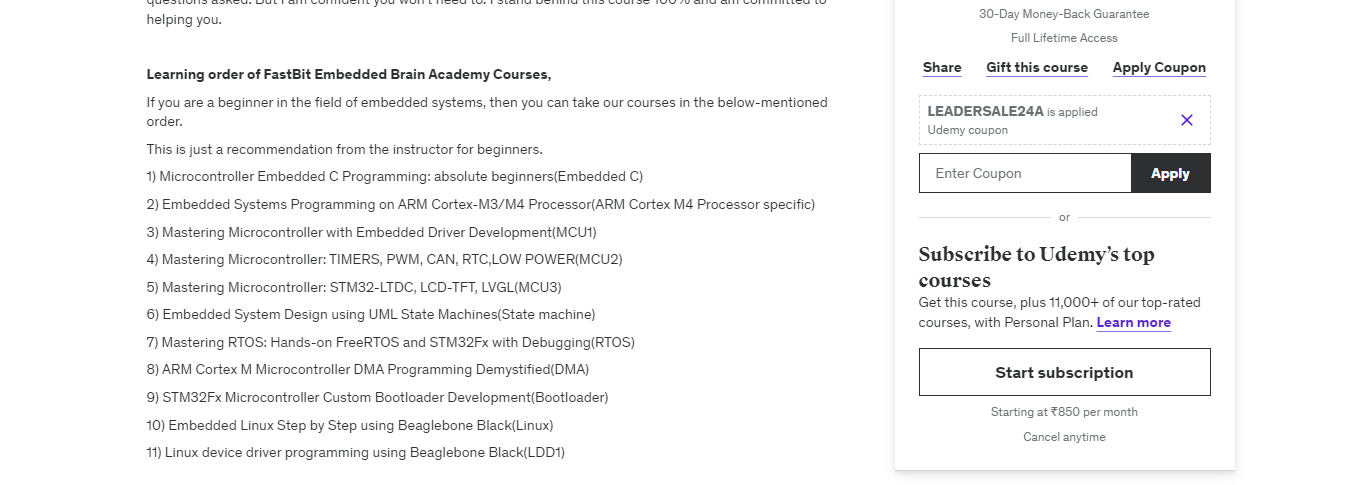 questions asked. But I am confident you won't need to. I stand behind this course 100% and am committed to
helping you.
Learning order of FastBit Embedded Brain Academy Courses,
If you are a beginner in the field of embedded systems, then you can take our courses in the below-mentioned
order.
This is just a recommendation from the instructor for beginners.
1) Microcontroller Embedded C Programming: absolute beginners(Embedded C)
2) Embedded Systems Programming on ARM Cortex-M3/M4 Processor(ARM Cortex M4 Processor specific)
3) Mastering Microcontroller with Embedded Driver Development(MCU1)
4) Mastering Microcontroller: TIMERS, PWM, CAN, RTC,LOW POWER(MCU2)
5) Mastering Microcontroller: STM32-LTDC, LCD-TFT, LVGL(MCU3)
6) Embedded System Design using UML State Machines(State machine)
7) Mastering RTOS: Hands-on FreeRTOS and STM32Fx with Debugging(RTOS)
8) ARM Cortex M Microcontroller DMA Programming Demystified(DMA)
9) STM32Fx Microcontroller Custom Bootloader Development(Bootloader)
10) Embedded Linux Step by Step using Beaglebone Black(Linux)
11) Linux device driver programming using Beaglebone Black(LDD1)
30-Day Money-Back Guarantee
Full Lifetime Access
Share Gift this course Apply Coupon
LEADERSALE24A is applied
Udemy coupon
Enter Coupon Apply
or
Subscribe to Udemy's top
courses
Get this course, plus 11,000+ of our top-rated
courses, with Personal Plan. Learn more
Start subscription
Starting at ₹850 per month
Cancel anytime